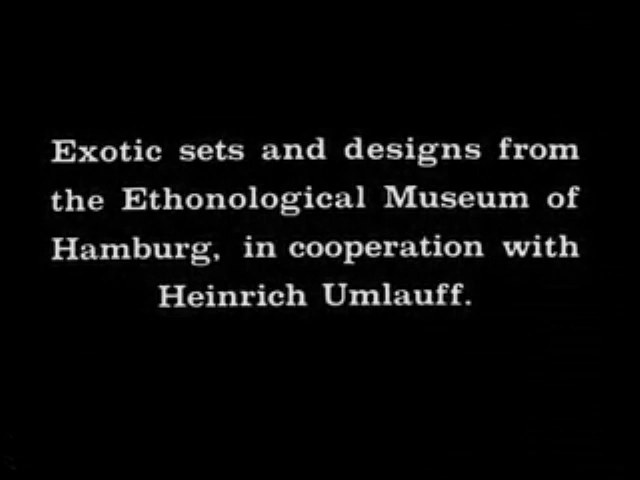 Exotic sets and designs from
the Ethonological Museum of
Hamburg, in cooperation with
Heinrich Umlauff.